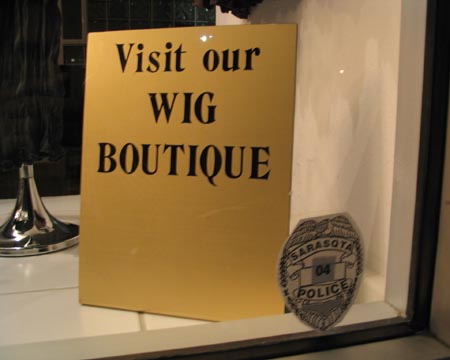 Visit our
WIG
BOUTIQUE
SARASOTA
04
POLICE